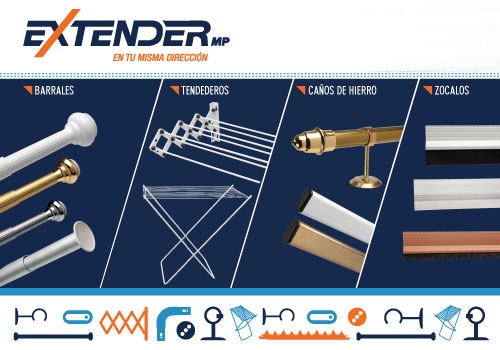 EXTENDER MP
EN TU MISMA DIRECCIÓN
BARRALES
TENDEDEROS
CAÑOS DE HIERRO
ZOCALOS